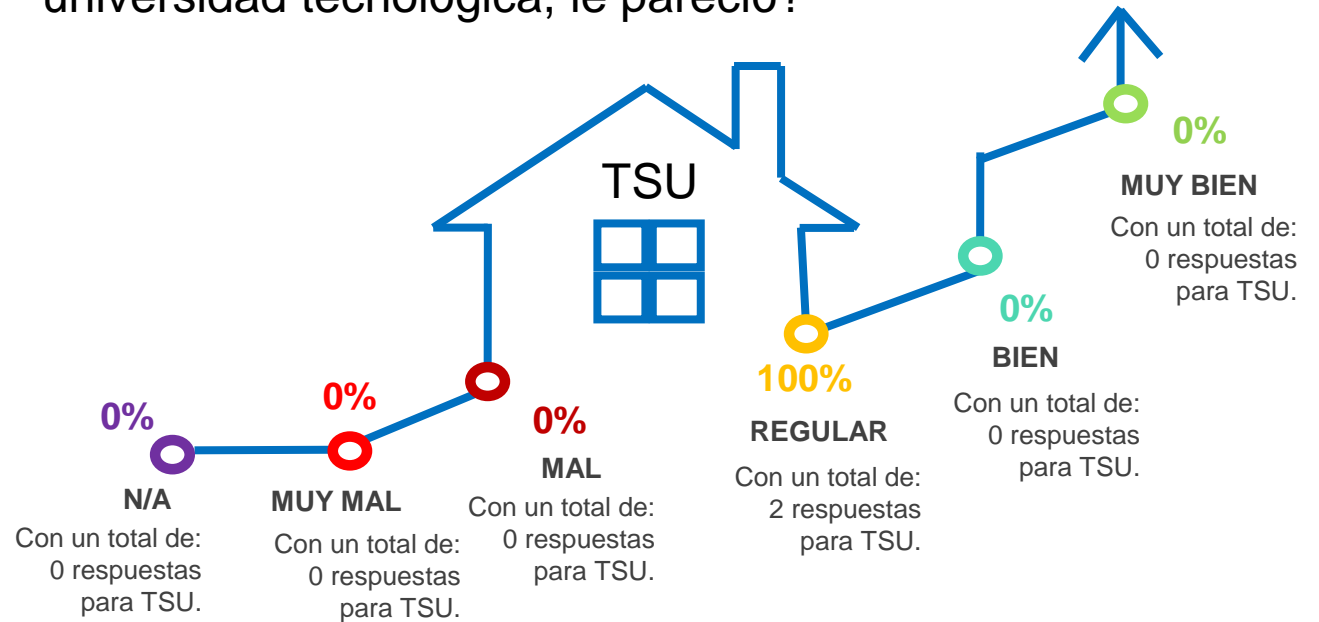 universidad tecnológica, le pareció?
TSU
0%
N/A
Con un total de:
0 respuestas
para TSU.
0%
MUY MAL
Con un total de:
0 respuestas
para TSU.
0%
MAL
Con un total de:
0 respuestas
para TSU.
100%
REGULAR
Con un total de:
2 respuestas
para TSU.
0%
BIEN
Con un total de:
0 respuestas
para TSU.
0%
MUY BIEN
Con un total de:
0 respuestas
para TSU.